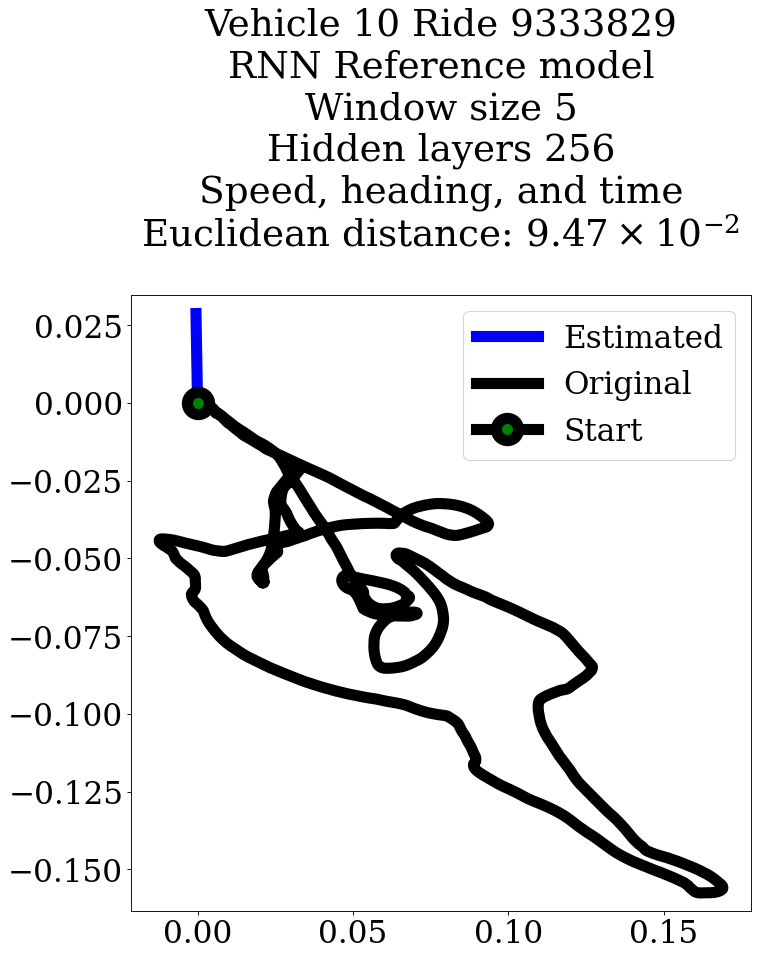 Vehicle 10 Ride 9333829
RNN Reference model
Window size 5
Hidden layers 256
Speed, heading, and time
Euclidean distance: 9.47 × 10⁻²
Estimated
Original
Start
0.025
0.000
−0.025
−0.050
−0.075
−0.100
−0.125
−0.150
0.00 0.05 0.10 0.15